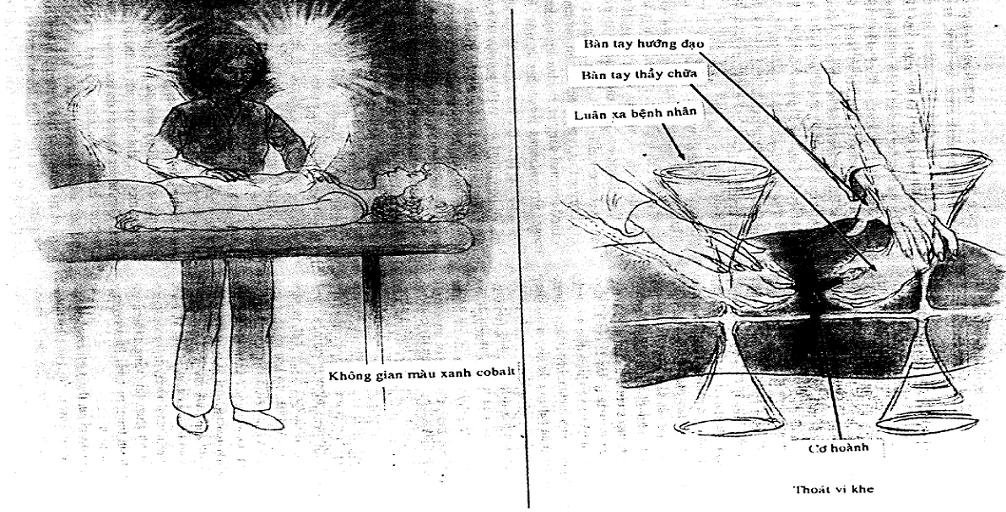 Không gian màu xanh cobalt
Bàn tay hướng đạo
Bàn tay thầy chữa
Luân xa bệnh nhân
Cơ hoành
Thoát vị khe